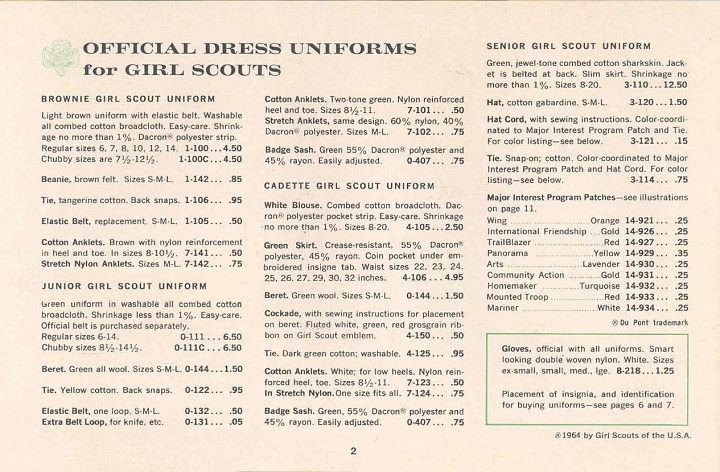 OFFICIAL DRESS UNIFORMS
for GIRL SCOUTS
BROWNIE GIRL SCOUT UNIFORM
Light brown uniform with elastic belt. Washable
all combed cotton broadcloth. Easy-care. Shrink-
age no more than 1%. Dacron® polyester strip.
Regular sizes 6, 7, 8, 10, 12, 14. 1-100...4.50
Chubby sizes are 7½-12½. 1-100C...4.50
Beanie, brown felt. Sizes S-M-L. 1-142 ... .85
Tie, tangerine cotton. Back snaps. 1-106 ... .95
Elastic Belt, replacement. S-M-L. 1-105 ... .50
Cotton Anklets. Brown with nylon reinforcement
in heel and toe. In sizes 8-10½. 7-141 ... .50
Stretch Nylon Anklets. Sizes M-L. 7-142 ... .75
JUNIOR GIRL SCOUT UNIFORM
Green uniform in washable all combed cotton
broadcloth. Shrinkage less than 1%. Easy-care.
Official belt is purchased separately.
Regular sizes 6-14. 0-111 ... 6.50
Chubby sizes 8½-14½. 0-111C ... 6.50
Beret. Green all wool. Sizes S-M-L. 0-144...1.50
Tie. Yellow cotton. Back snaps. 0-122 ... .95
Elastic Belt, one loop, S-M-L. 0-132 ... .50
Extra Belt Loop, for knife, etc. 0-131 ... .05
Cotton Anklets. Two-tone green. Nylon reinforced
heel and toe. Sizes 8½-11. 7-101 ... .50
Stretch Anklets, same design. 60% nylon, 40%
Dacron® polyester. Sizes M-L. 7-102 ... .75
Badge Sash. Green 55% Dacron® polyester and
45% rayon. Easily adjusted. 0-407 ... .75
CADETTE GIRL SCOUT UNIFORM
White Blouse. Combed cotton broadcloth. Dac-
ron® polyester pocket strip. Easy-care. Shrinkage
no more than 1%. Sizes 8-20. 4-105...2.50
Green Skirt. Crease-resistant, 55% Dacron®
polyester, 45% rayon. Coin pocket under em-
broidered insigne tab. Waist sizes 22, 23, 24,
25, 26, 27, 29, 30, 32 inches. 4-106...4.95
Beret. Green wool. Sizes S-M-L. 0-144...1.50
Cockade, with sewing instructions for placement
on beret. Fluted white, green, red grosgrain rib-
bon on Girl Scout emblem. 4-150 ... .50
Tie. Dark green cotton; washable. 4-125 ... .95
Cotton Anklets. White; for low heels. Nylon rein-
forced heel, toe. Sizes 8½-11. 7-123 ... .50
In Stretch Nylon. One size fits all. 7-124 ... .75
Badge Sash. Green, 55% Dacron® polyester and
45% rayon. Easily adjusted. 0-407 ... .75
SENIOR GIRL SCOUT UNIFORM
Green, jewel-tone combed cotton sharkskin. Jack-
et is belted at back. Slim skirt. Shrinkage no
more than 1%. Sizes 8-20. 3-110...12.50
Hat, cotton gabardine. S-M-L. 3-120...1.50
Hat Cord, with sewing instructions. Color-coordi-
nated to Major Interest Program Patch and Tie.
For color listing—see below. 3-121 ... .15
Tie. Snap-on; cotton. Color-coordinated to Major
Interest Program Patch and Hat Cord. For color
listing—see below. 3-114 ... .75
Major Interest Program Patches—see illustrations
on page 11.
Wing ... Orange 14-921 ... .25
International Friendship ... Gold 14-926 ... .25
TrailBlazer ... Red 14-927 ... .25
Panorama ... Yellow 14-929 ... .35
Arts ... Lavender 14-930 ... .25
Community Action ... Gold 14-931 ... .25
Homemaker ... Turquoise 14-932 ... .25
Mounted Troop ... Red 14-933 ... .25
Mariner ... White 14-934 ... .25
® Du Pont trademark
Gloves, official with all uniforms. Smart
looking double woven nylon. White. Sizes
ex-small, small, med., lge. 8-218...1.25
Placement of insignia, and identification
for buying uniforms—see pages 6 and 7.
©1964 by Girl Scouts of the U.S.A.
2